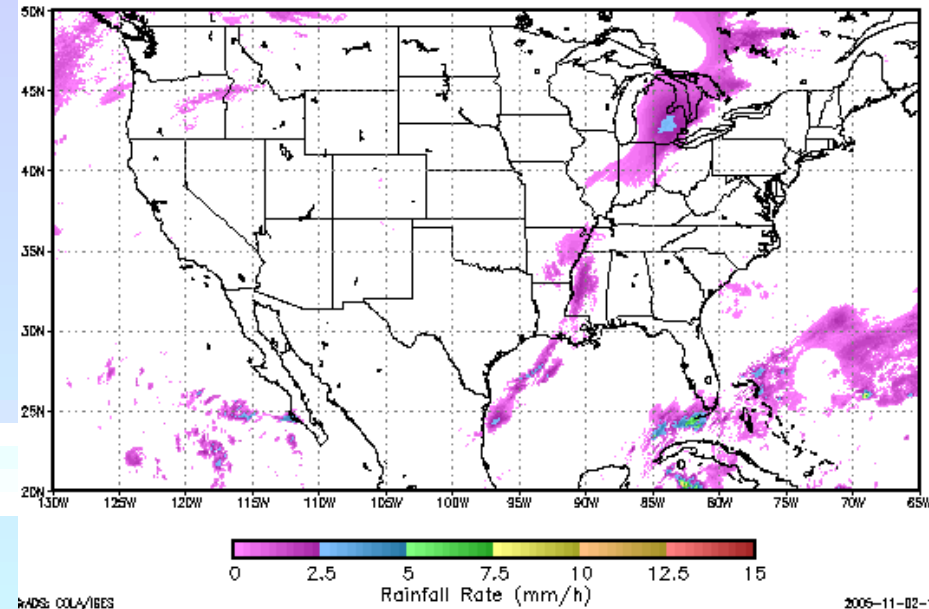 50N
45N
40N
35N
30N
25N
20N
130W 125W 120W 115W 110W 105W 100W 95W 90W 85W 80W 75W 70W 65W
0 2.5 5 7.5 10 12.5 15
Rainfall Rate (mm/h)
GrADS: COLA/IGES